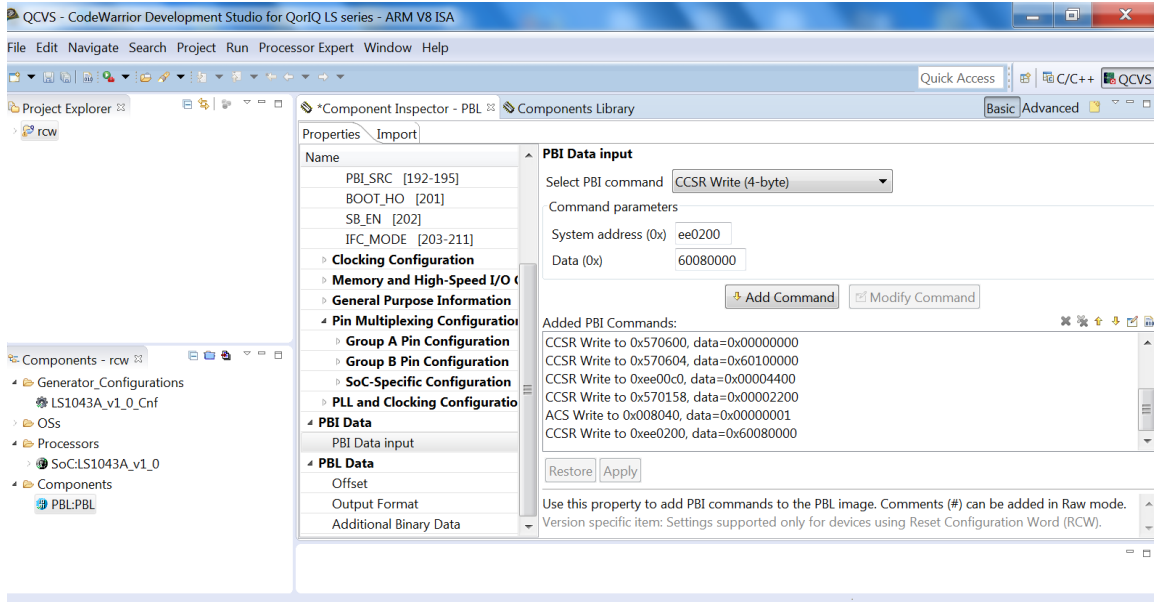 QCVS - CodeWarrior Development Studio for QorIQ LS series - ARM V8 ISA
File Edit Navigate Search Project Run Processor Expert Window Help
Quick Access C/C++ QCVS
Project Explorer
rcw
*Component Inspector - PBL Components Library Basic Advanced
Properties Import
Name
PBI_SRC [192-195]
BOOT_HO [201]
SB_EN [202]
IFC_MODE [203-211]
Clocking Configuration
Memory and High-Speed I/O
General Purpose Information
Pin Multiplexing Configuration
Group A Pin Configuration
Group B Pin Configuration
SoC-Specific Configuration
PLL and Clocking Configuratio
PBI Data
PBI Data input
PBL Data
Offset
Output Format
Additional Binary Data
PBI Data input
Select PBI command CCSR Write (4-byte)
Command parameters
System address (0x) ee0200
Data (0x) 60080000
Add Command Modify Command
Added PBI Commands:
CCSR Write to 0x570600, data=0x00000000
CCSR Write to 0x570604, data=0x60100000
CCSR Write to 0xee00c0, data=0x00004400
CCSR Write to 0x570158, data=0x00002200
ACS Write to 0x008040, data=0x00000001
CCSR Write to 0xee0200, data=0x60080000
Restore Apply
Use this property to add PBI commands to the PBL image. Comments (#) can be added in Raw mode.
Version specific item: Settings supported only for devices using Reset Configuration Word (RCW).
Components - rcw
Generator_Configurations
LS1043A_v1_0_Cnf
OSs
Processors
SoC:LS1043A_v1_0
Components
PBL:PBL